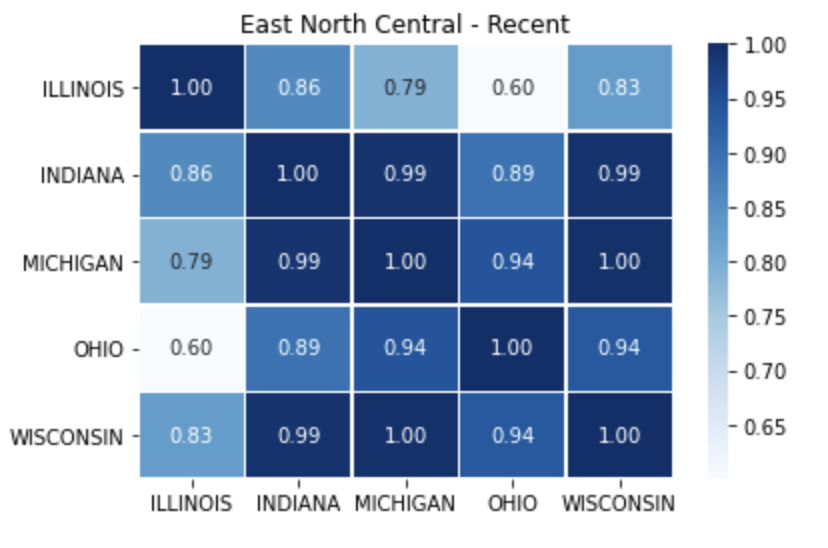 East North Central - Recent
ILLINOIS 1.00 0.86 0.79 0.60 0.83
INDIANA 0.86 1.00 0.99 0.89 0.99
MICHIGAN 0.79 0.99 1.00 0.94 1.00
OHIO 0.60 0.89 0.94 1.00 0.94
WISCONSIN 0.83 0.99 1.00 0.94 1.00
ILLINOIS INDIANA MICHIGAN OHIO WISCONSIN
1.00
0.95
0.90
0.85
0.80
0.75
0.70
0.65